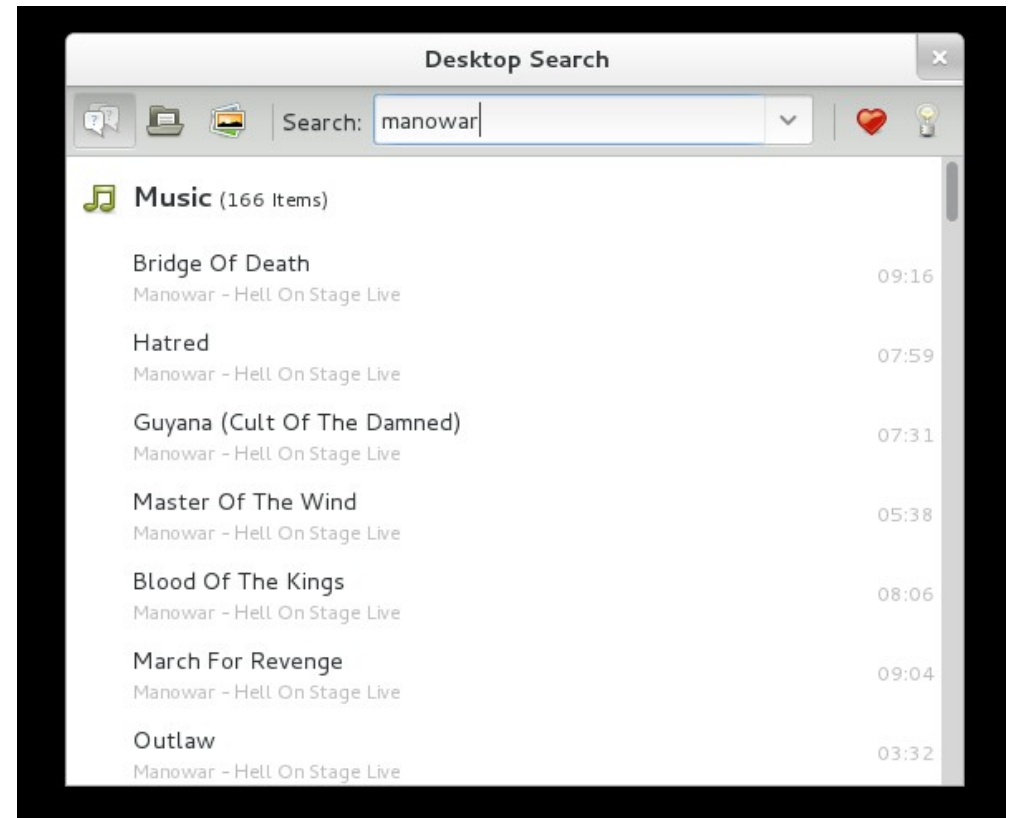 Desktop Search
Search: manowar
Music (166 Items)
Bridge Of Death
09:16
Manowar - Hell On Stage Live
Hatred
07:59
Manowar - Hell On Stage Live
Guyana (Cult Of The Damned)
07:31
Manowar - Hell On Stage Live
Master Of The Wind
05:38
Manowar - Hell On Stage Live
Blood Of The Kings
08:06
Manowar - Hell On Stage Live
March For Revenge
09:04
Manowar - Hell On Stage Live
Outlaw
03:32
Manowar - Hell On Stage Live